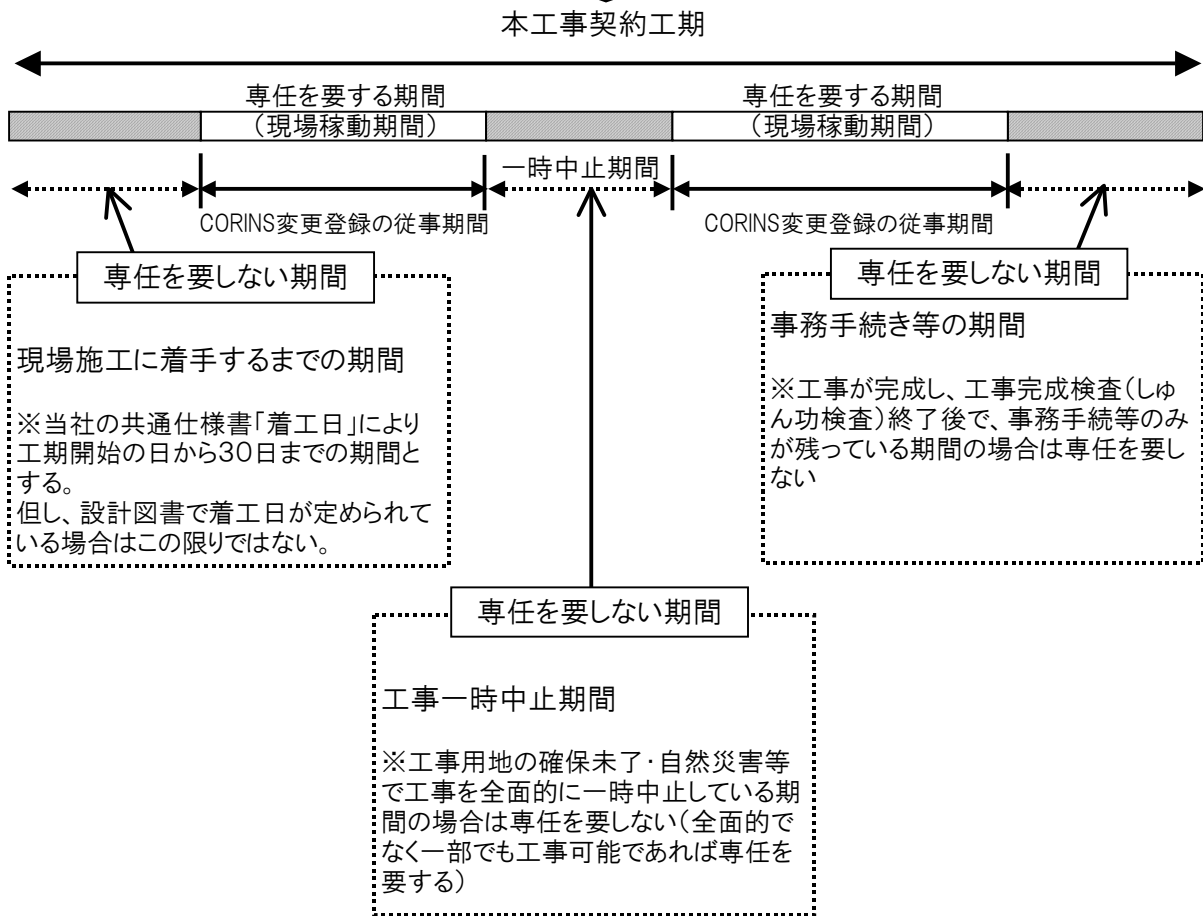 本工事契約工期
専任を要する期間
(現場稼動期間)
専任を要する期間
(現場稼動期間)
一時中止期間
CORINS変更登録の従事期間
CORINS変更登録の従事期間
専任を要しない期間
現場施工に着手するまでの期間
※当社の共通仕様書「着工日」により
工期開始の日から30日までの期間と
する。
但し、設計図書で着工日が定められて
いる場合はこの限りではない。
専任を要しない期間
事務手続き等の期間
※工事が完成し、工事完成検査(しゅ
ん功検査)終了後で、事務手続等のみ
が残っている期間の場合は専任を要し
ない
専任を要しない期間
工事一時中止期間
※工事用地の確保未了・自然災害等
で工事を全面的に一時中止している期
間の場合は専任を要しない(全面的で
なく一部でも工事可能であれば専任を
要する)